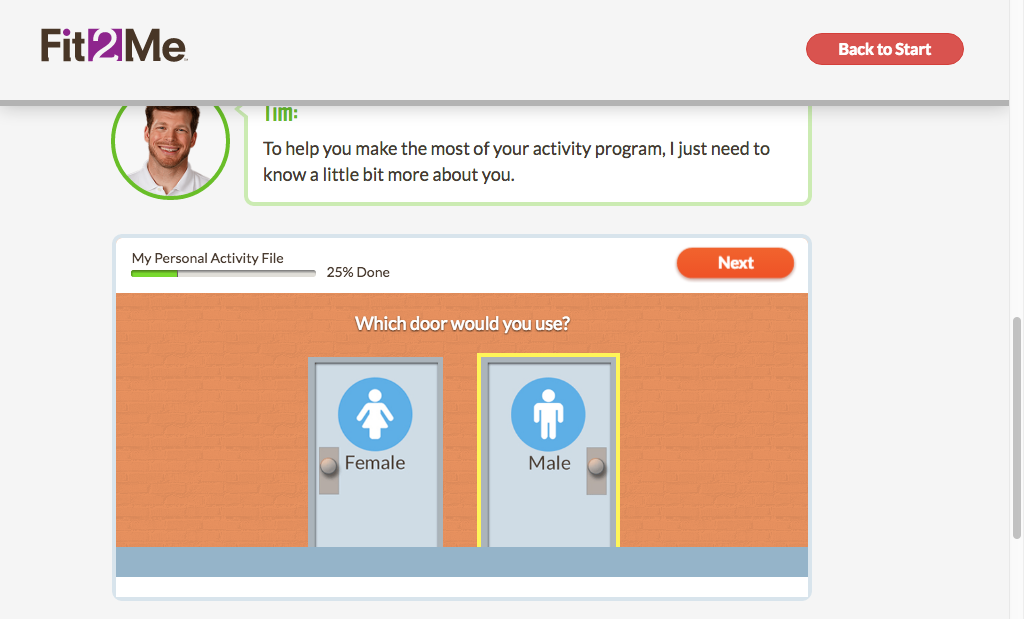 Fit2Me
Back to Start
Tim:
To help you make the most of your activity program, I just need to
know a little bit more about you.
My Personal Activity File
25% Done
Next
Which door would you use?
Female
Male